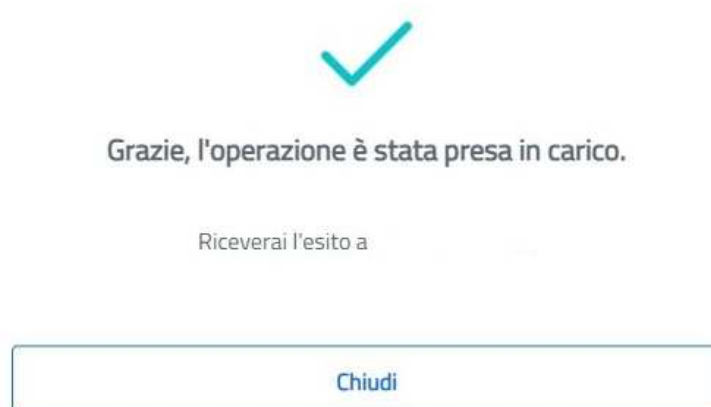 Grazie, l'operazione è stata presa in carico.
Riceverai l'esito a
Chiudi